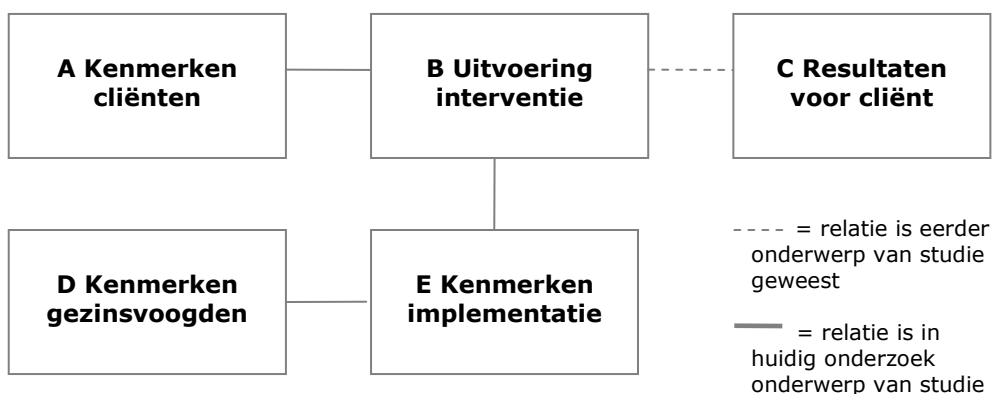 A Kenmerken
cliënten
B Uitvoering
interventie
C Resultaten
voor cliënt
D Kenmerken
gezinsvoogden
E Kenmerken
implementatie
= relatie is eerder
onderwerp van studie
geweest
= relatie is in
huidig onderzoek
onderwerp van studie